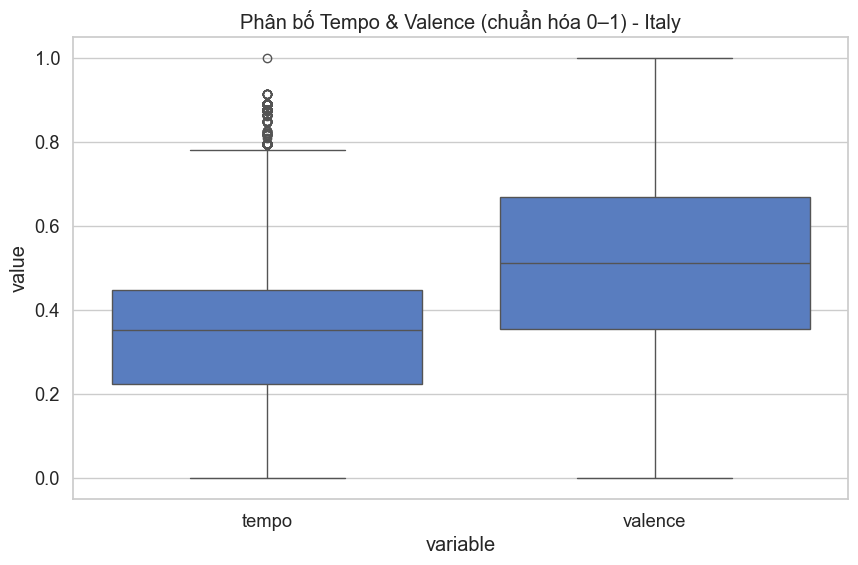 Phân bố Tempo & Valence (chuẩn hóa 0–1) - Italy
value
1.0
0.8
0.6
0.4
0.2
0.0
tempo
valence
variable